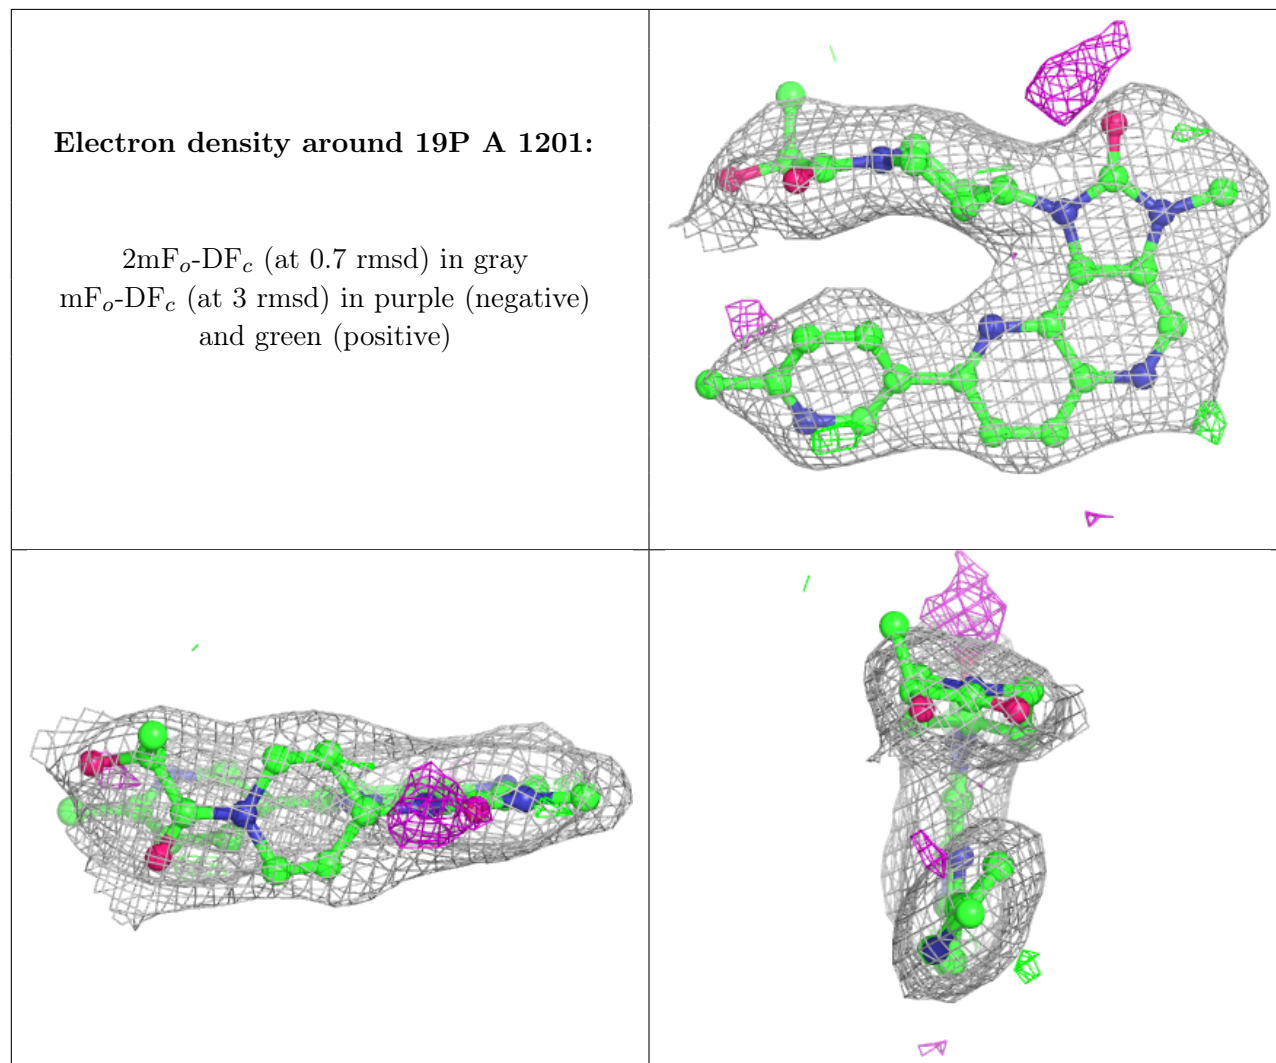 Electron density around 19P A 1201:
2mFo-DFc (at 0.7 rmsd) in gray
mFo-DFc (at 3 rmsd) in purple (negative)
and green (positive)